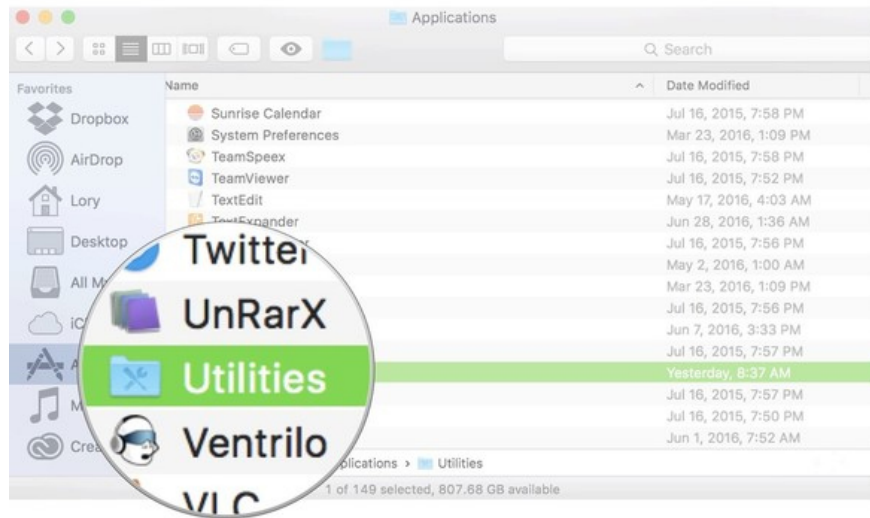 Applications
Search
Favorites
Name
Date Modified
Dropbox
AirDrop
Lory
Desktop
All M
iC
A
M
Crea
Sunrise Calendar Jul 16, 2015, 7:58 PM
System Preferences Mar 23, 2016, 1:09 PM
TeamSpeex Jul 16, 2015, 7:58 PM
TeamViewer Jul 16, 2015, 7:52 PM
TextEdit May 17, 2016, 4:03 AM
TextExpander Jun 28, 2016, 1:36 AM
Jul 16, 2015, 7:56 PM
May 2, 2016, 1:00 AM
Mar 23, 2016, 1:09 PM
Jul 16, 2015, 7:56 PM
Jun 7, 2016, 3:33 PM
Jul 16, 2015, 7:57 PM
Yesterday, 8:37 AM
Jul 16, 2015, 7:57 PM
Jul 16, 2015, 7:50 PM
Jun 1, 2016, 7:52 AM
Twitter
UnRarX
Utilities
Ventrilo
VLC
plications › Utilities
1 of 149 selected, 807.68 GB available